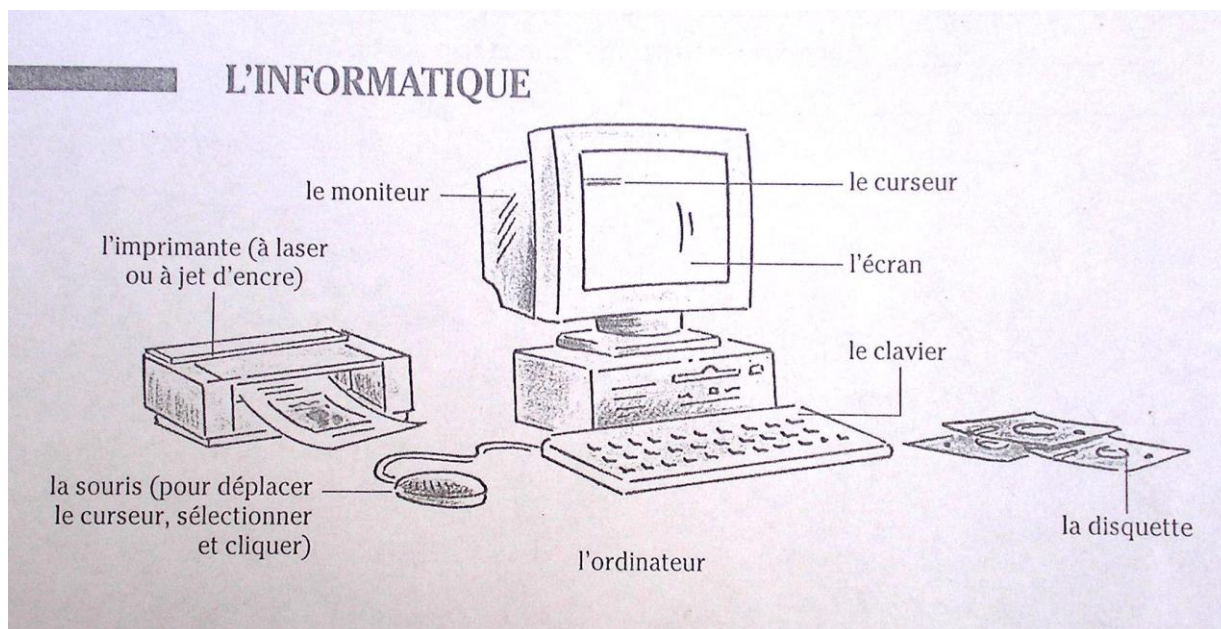 L'INFORMATIQUE
le moniteur
le curseur
l'imprimante (à laser
ou à jet d'encre)
l'écran
le clavier
la souris (pour déplacer
le curseur, sélectionner
et cliquer)
la disquette
l'ordinateur